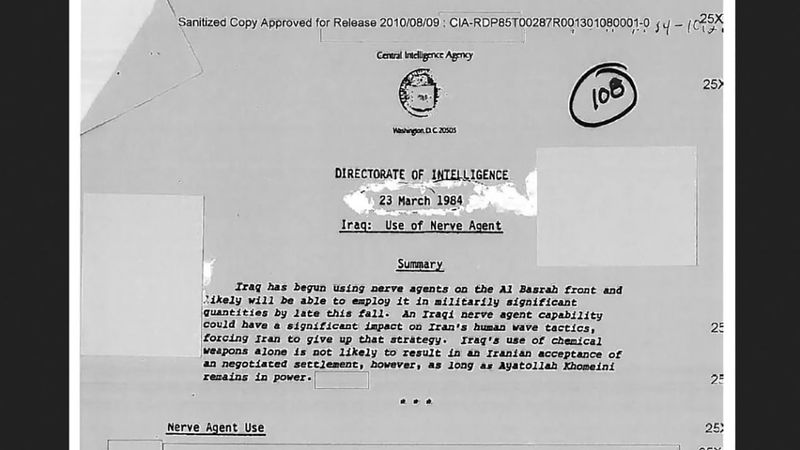 Sanitized Copy Approved for Release 2010/08/09 : CIA-RDP85T00287R001301080001-0
25X
Central Intelligence Agency
25X
108
Washington, D.C. 20505
DIRECTORATE OF INTELLIGENCE
23 March 1984
Iraq: Use of Nerve Agent
Summary
Iraq has begun using nerve agents on the Al Basrah front and
likely will be able to employ it in militarily significant
quantities by late this fall. An Iraqi nerve agent capability
could have a significant impact on Iran's human wave tactics,
forcing Iran to give up that strategy. Iraq's use of chemical
weapons alone is not likely to result in an Iranian acceptance of
an negotiated settlement, however, as long as Ayatollah Khomeini
remains in power.
25
25
* * *
Nerve Agent Use
25X